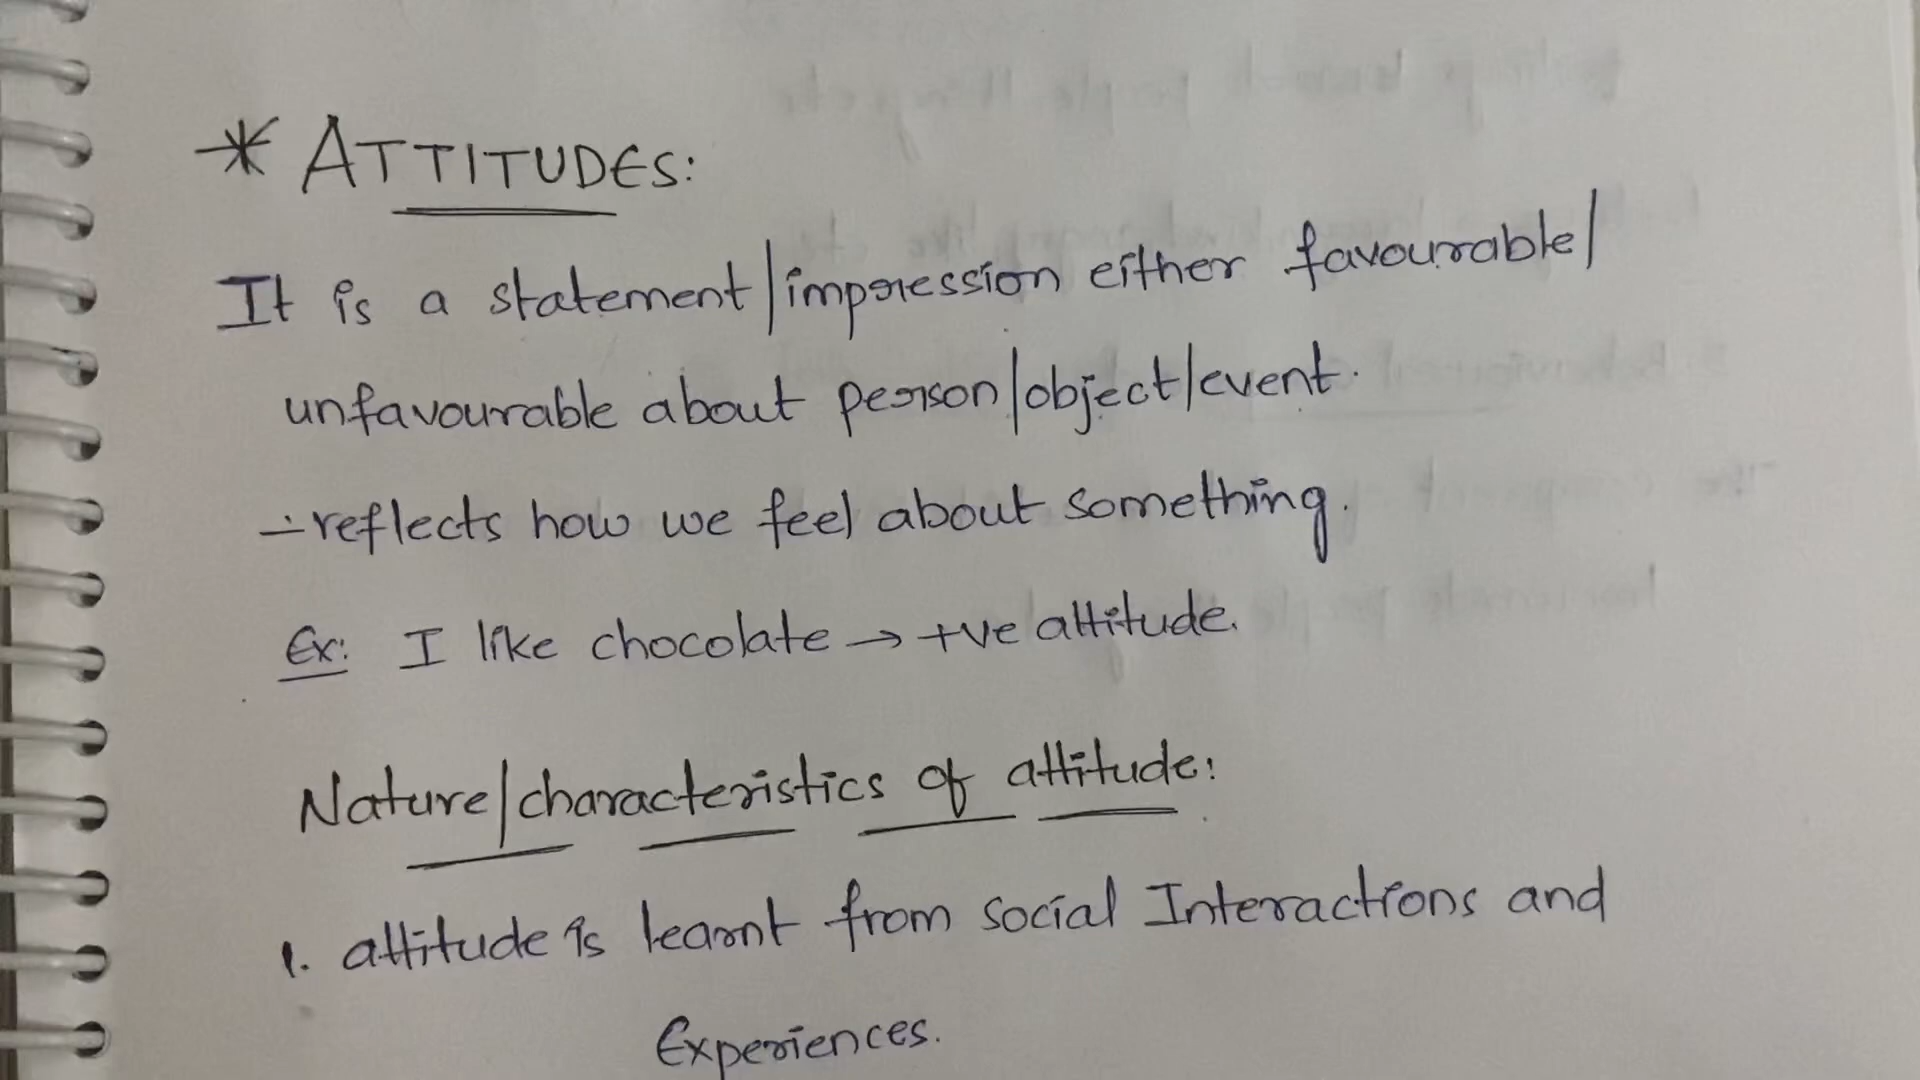 * ATTITUDES:
It is a statement/impression either favourable/
unfavourable about person/object/event.
- reflects how we feel about something.
Ex: I like chocolate → +ve attitude.
Nature/characteristics of attitude:
1. attitude is learnt from social Interactions and
Experiences.